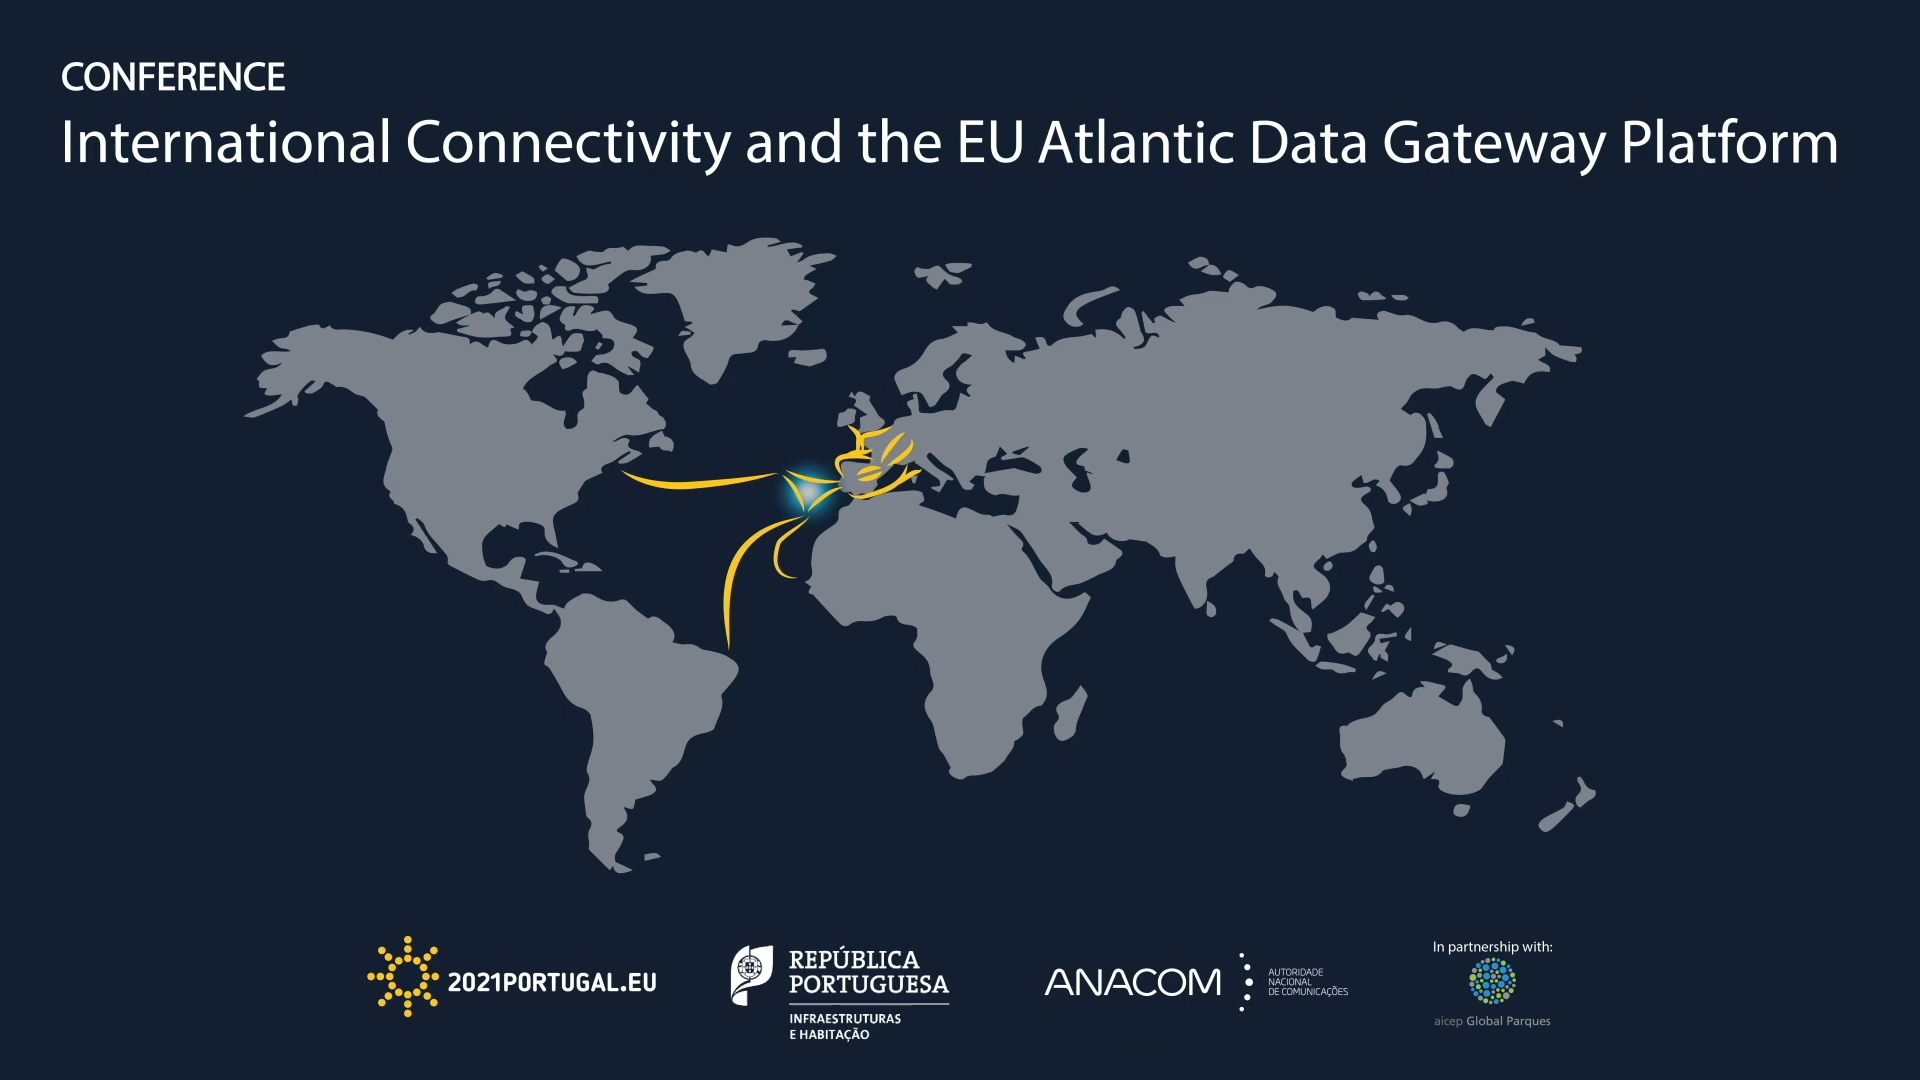 CONFERENCE
International Connectivity and the EU Atlantic Data Gateway Platform
2021PORTUGAL.EU
REPÚBLICA
PORTUGUESA
INFRAESTRUTURAS
E HABITAÇÃO
ANACOM
AUTORIDADE
NACIONAL
DE COMUNICAÇÕES
In partnership with:
aicep Global Parques